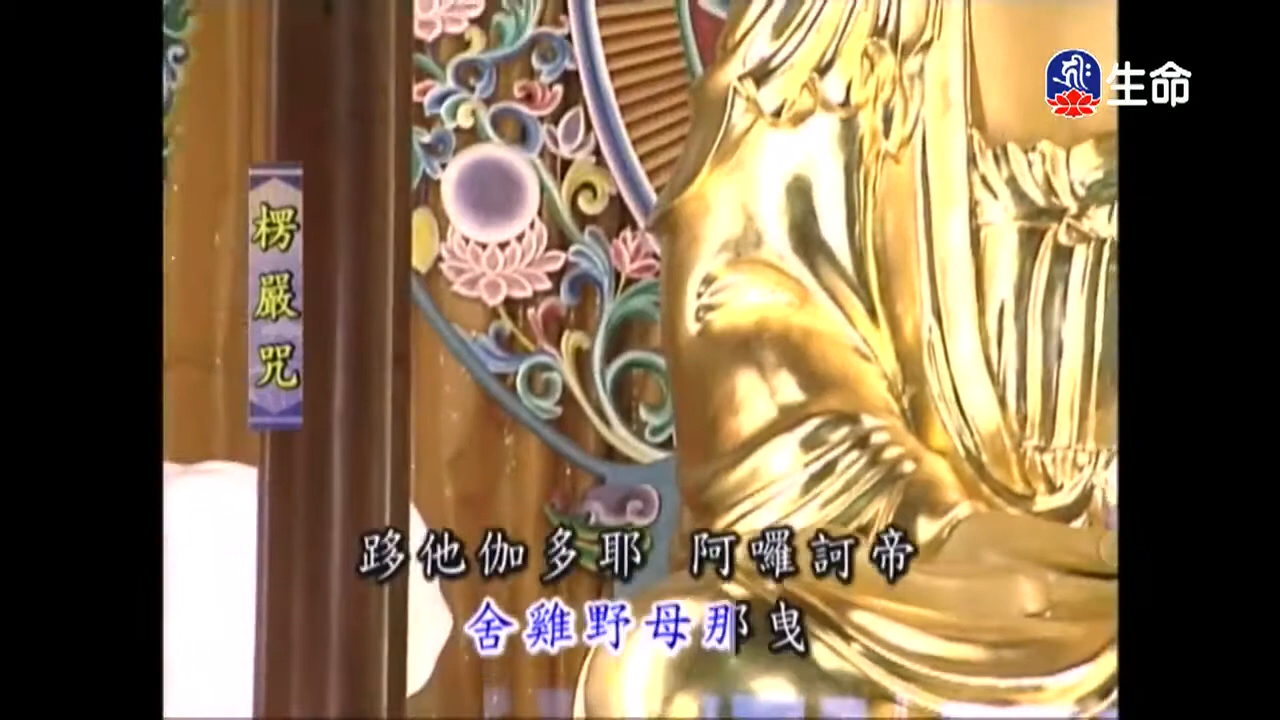 生命
楞嚴咒
跢他伽多耶 阿囉訶帝
舍雞野母那曳